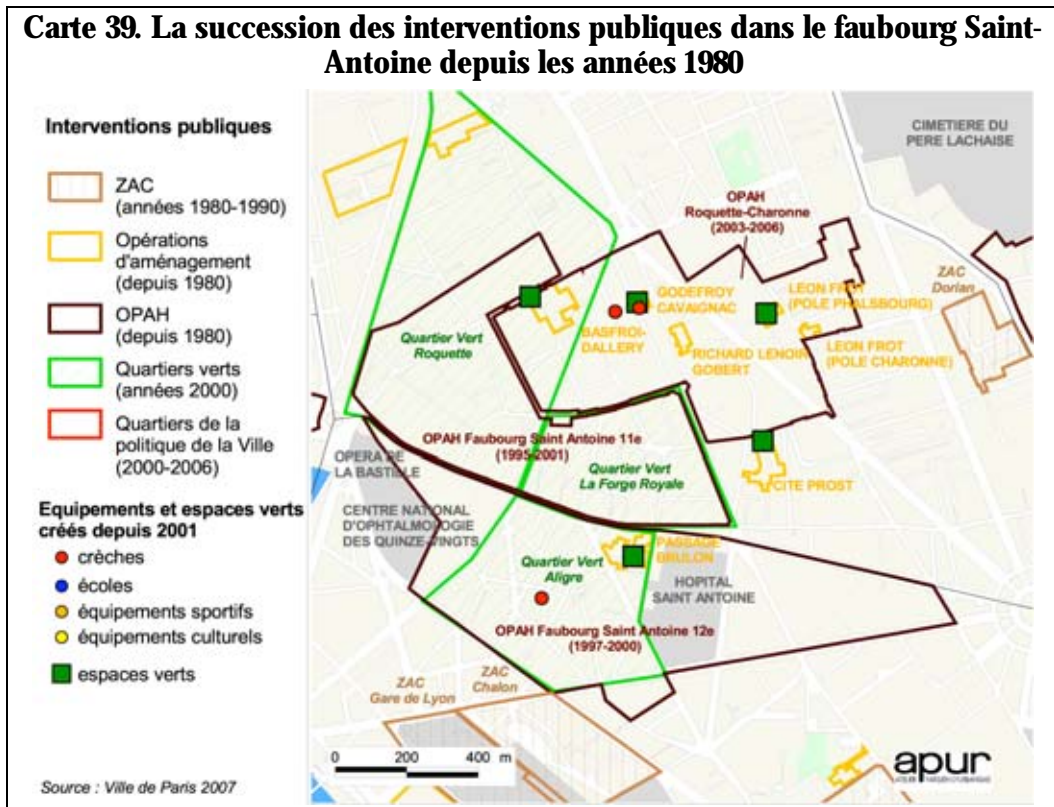 Carte 39. La succession des interventions publiques dans le faubourg Saint-
Antoine depuis les années 1980
Interventions publiques
ZAC
(années 1980-1990)
Opérations
d'aménagement
(depuis 1980)
OPAH
(depuis 1980)
Quartiers verts
(années 2000)
Quartiers de la
politique de la Ville
(2000-2006)
Equipements et espaces verts
créés depuis 2001
crèches
écoles
équipements sportifs
équipements culturels
espaces verts
Source : Ville de Paris 2007
CIMETIERE DU
PERE LACHAISE
OPAH
Roquette-Charonne
(2003-2006)
ZAC
Dorian
GODEFROY
CAVAIGNAC
LEON FROT
(POLE PHALSBOURG)
BASFROI-
DALLERY
Quartier Vert
Roquette
RICHARD LENOIR
GOBERT
LEON FROT
(POLE CHARONNE)
OPAH Faubourg Saint Antoine 11e
(1995-2001)
OPERA DE
LA BASTILLE
Quartier Vert
La Forge Royale
CITE PROST
CENTRE NATIONAL
D'OPHTALMOLOGIE
DES QUINZE-VINGTS
PASSAGE
BRULON
Quartier Vert
Aligre
HOPITAL
SAINT ANTOINE
OPAH Faubourg Saint Antoine 12e
(1997-2000)
ZAC
Gare de Lyon
ZAC
Chalon
0 200 400 m
apur